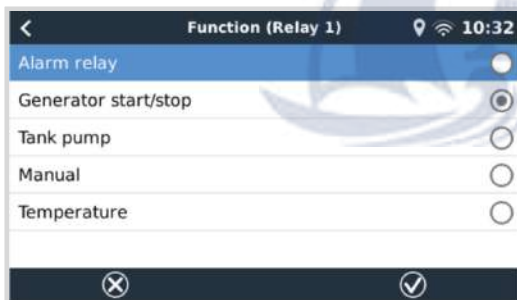 Function (Relay 1) 10:32
Alarm relay
Generator start/stop
Tank pump
Manual
Temperature